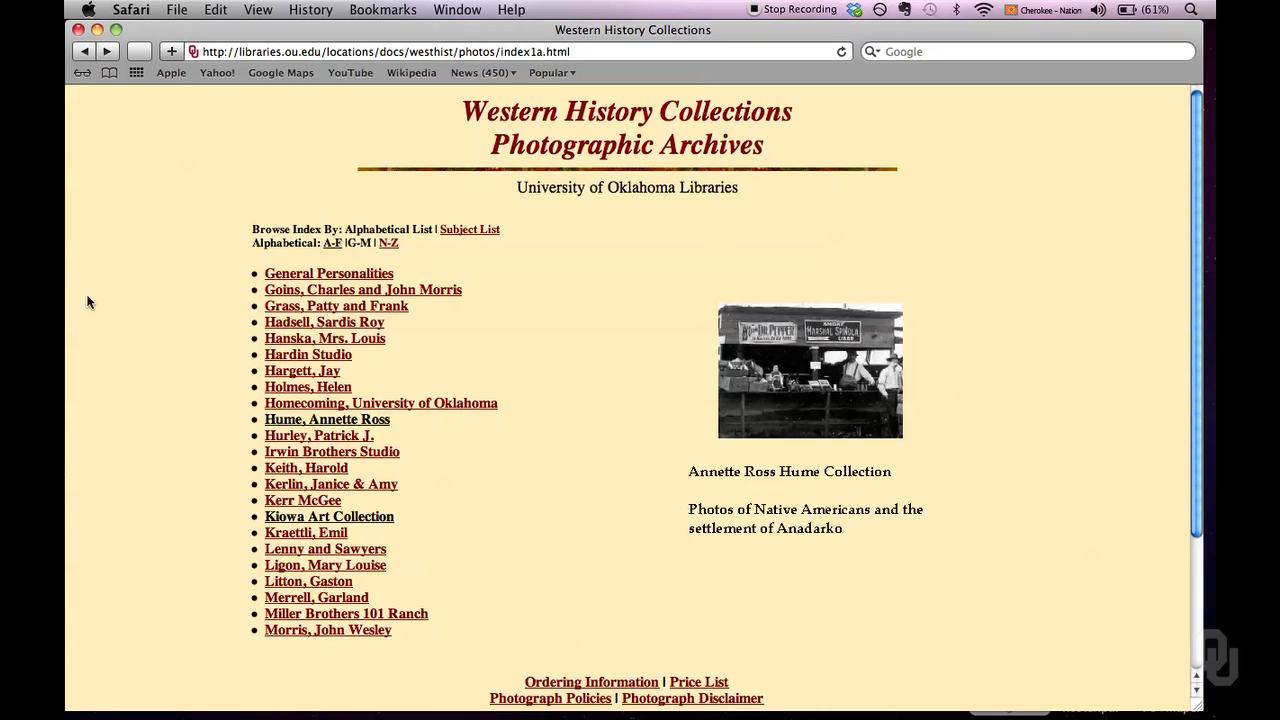 Safari File Edit View History Bookmarks Window Help Stop Recording Cherokee - Nation (61%)
Western History Collections
http://libraries.ou.edu/locations/docs/westhist/photos/index1a.html Google
Apple Yahoo! Google Maps YouTube Wikipedia News (450) Popular
Western History Collections
Photographic Archives
University of Oklahoma Libraries
Browse Index By: Alphabetical List | Subject List
Alphabetical: A-F |G-M | N-Z
General Personalities
Goins, Charles and John Morris
Grass, Patty and Frank
Hadsell, Sardis Roy
Hanska, Mrs. Louis
Hardin Studio
Hargett, Jay
Holmes, Helen
Homecoming, University of Oklahoma
Hume, Annette Ross
Hurley, Patrick J.
Irwin Brothers Studio
Keith, Harold
Kerlin, Janice & Amy
Kerr McGee
Kiowa Art Collection
Kraettli, Emil
Lenny and Sawyers
Ligon, Mary Louise
Litton, Gaston
Merrell, Garland
Miller Brothers 101 Ranch
Morris, John Wesley
DR. PEPPER
MARSHAL SPINOLA
CIGAR
Annette Ross Hume Collection
Photos of Native Americans and the
settlement of Anadarko
Ordering Information | Price List
Photograph Policies | Photograph Disclaimer
OU